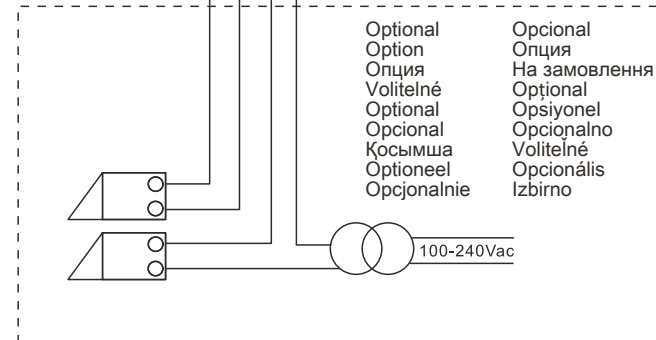 Optional
Option
Опция
Volitelné
Optional
Opcional
Қосымша
Optioneel
Opcjonalnie
Opcional
Опция
На замовлення
Opțional
Opsiyonel
Opcionalno
Voliteľné
Opcionális
Izbirno
100-240Vac